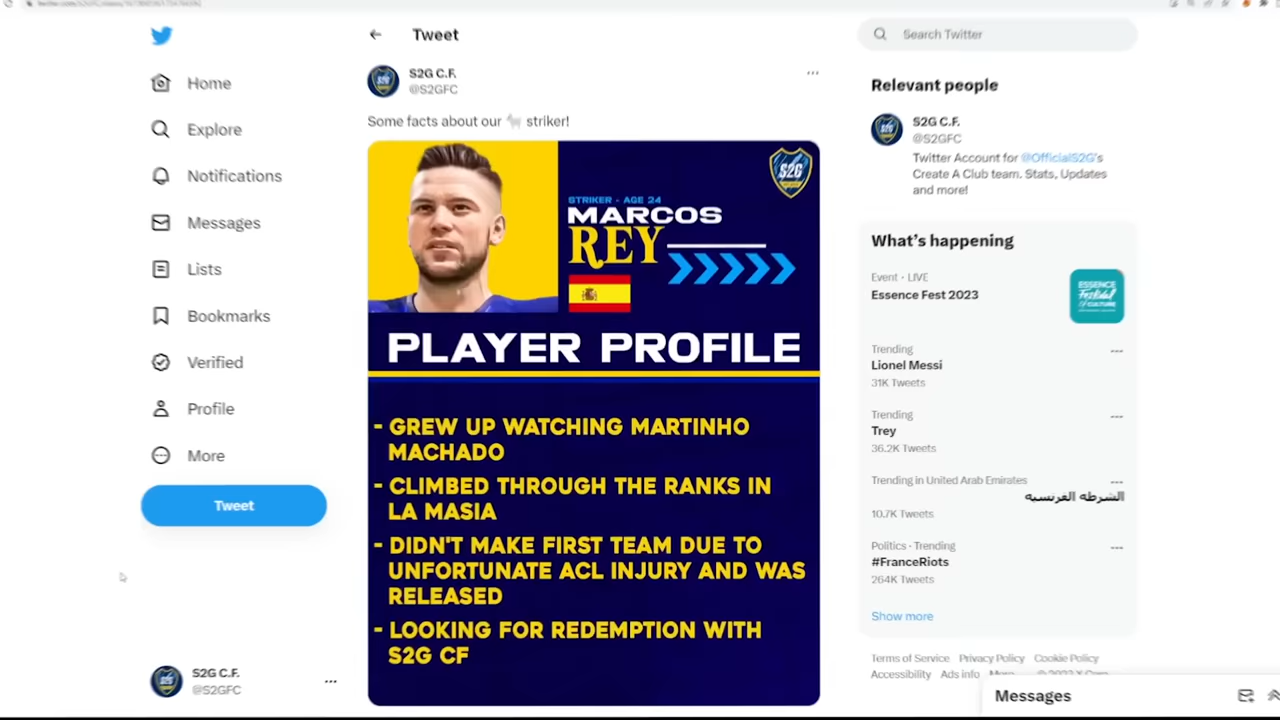 Home
Explore
Notifications
Messages
Lists
Bookmarks
Verified
Profile
More
Tweet
S2G C.F.
@S2GFC
Tweet
S2G C.F.
@S2GFC
Some facts about our striker!
S2G
STRIKER - AGE 24
MARCOS
REY
PLAYER PROFILE
- GREW UP WATCHING MARTINHO
MACHADO
- CLIMBED THROUGH THE RANKS IN
LA MASIA
- DIDN'T MAKE FIRST TEAM DUE TO
UNFORTUNATE ACL INJURY AND WAS
RELEASED
- LOOKING FOR REDEMPTION WITH
S2G CF
Search Twitter
Relevant people
S2G C.F.
@S2GFC
Twitter Account for @OfficialS2G's
Create A Club team. Stats, Updates
and more!
What's happening
Event · LIVE
Essence Fest 2023
ESSENCE
Festival
OF CULTURE
Trending
Lionel Messi
31K Tweets
Trending
Trey
36.2K Tweets
Trending in United Arab Emirates
الشرطه الفرنسيه
10.7K Tweets
Politics · Trending
#FranceRiots
264K Tweets
Show more
Terms of Service Privacy Policy Cookie Policy
Accessibility Ads info
Messages